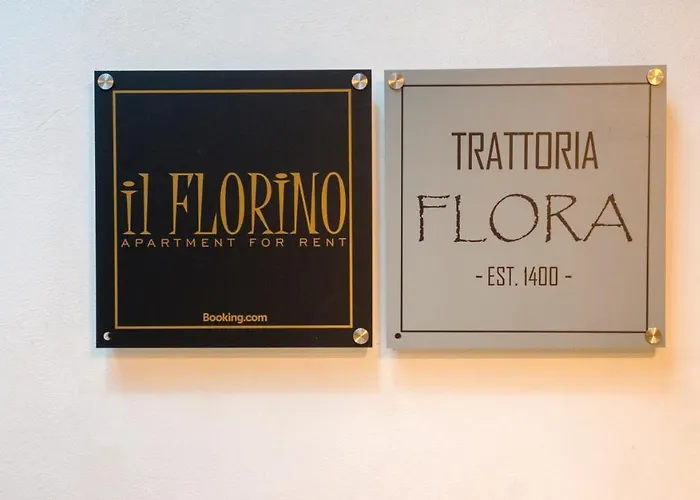 il FLORiNO
APARTMENT FOR RENT
Booking.com
TRATTORIA
FLORA
- EST. 1400 -